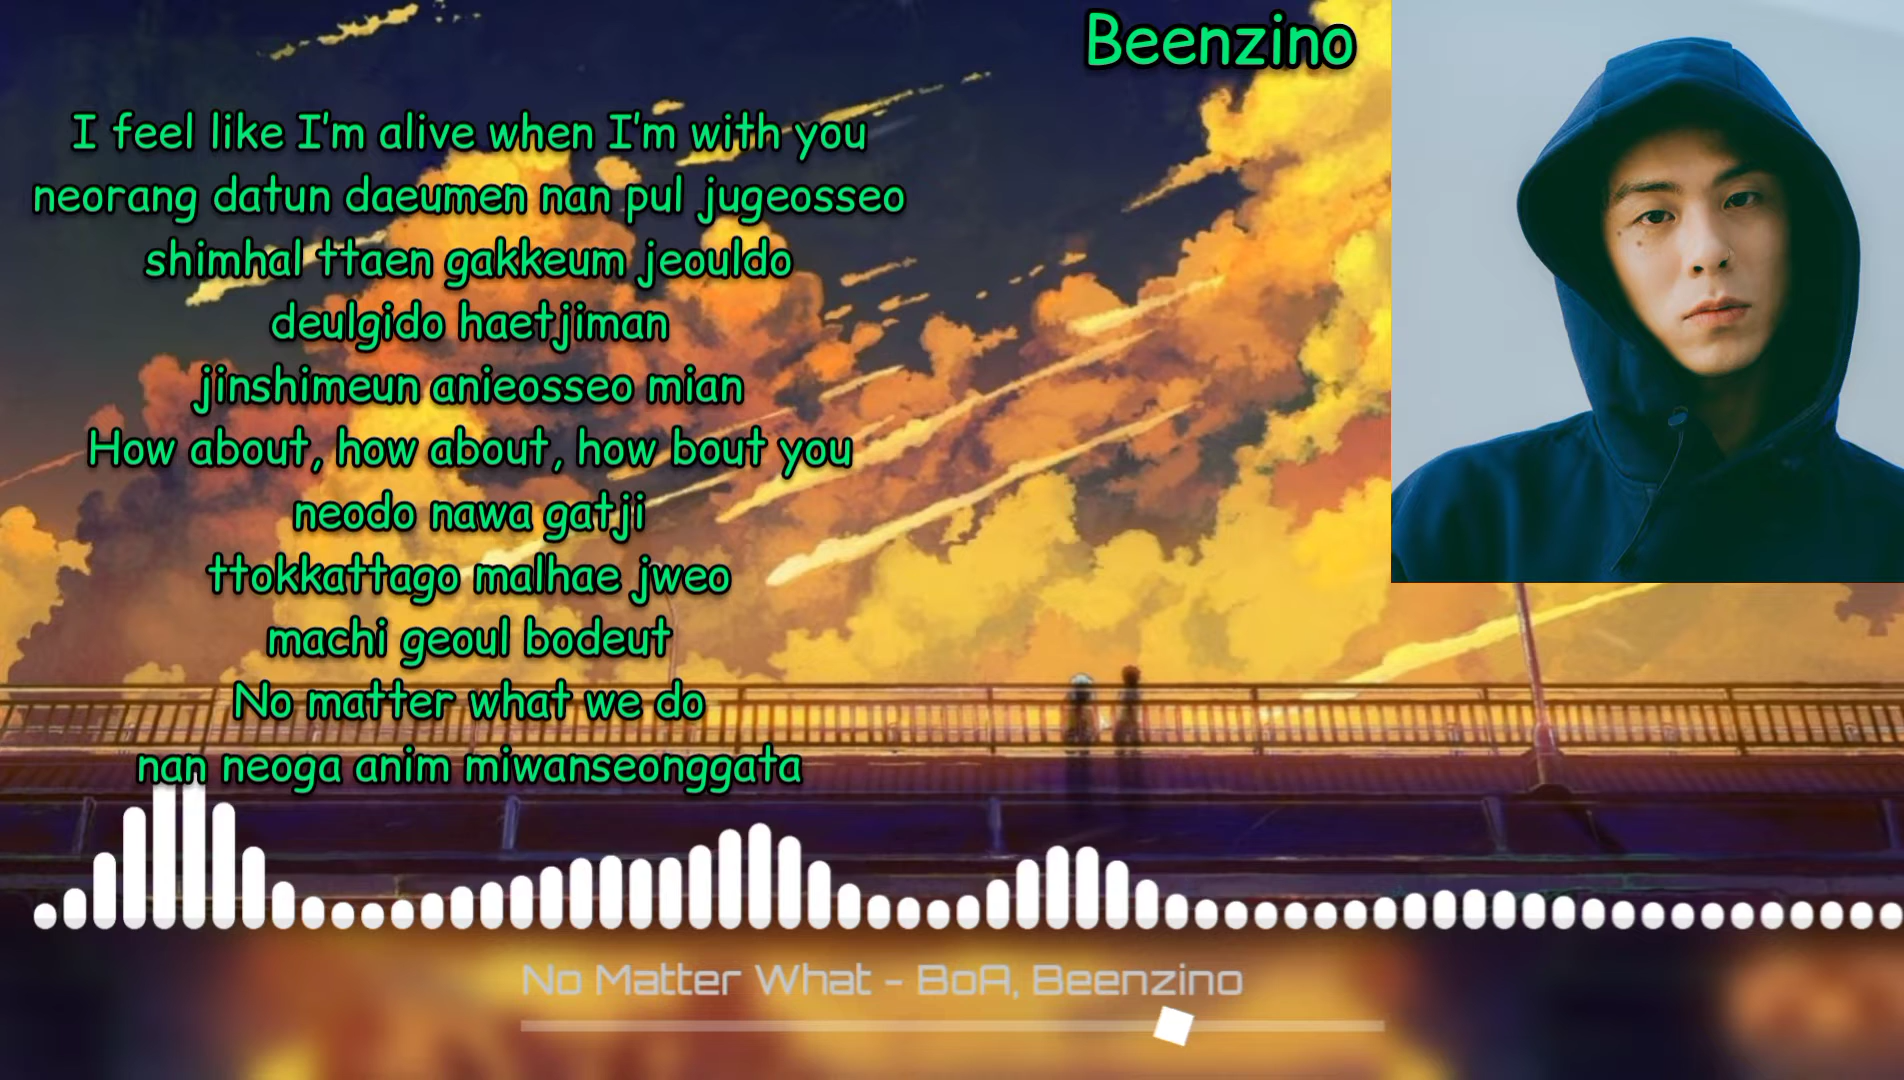 Beenzino
I feel like I'm alive when I'm with you
neorang datun daeumen nan pul jugeosseo
shimhal ttaen gakkeum jeouldo
deulgido haetjiman
jinshimeun anieosseo mian
How about, how about, how bout you
neodo nawa gatji
ttokkattago malhae jweo
machi geoul bodeut
No matter what we do
nan neoga anim miwanseonggata
No Matter What - BoA, Beenzino